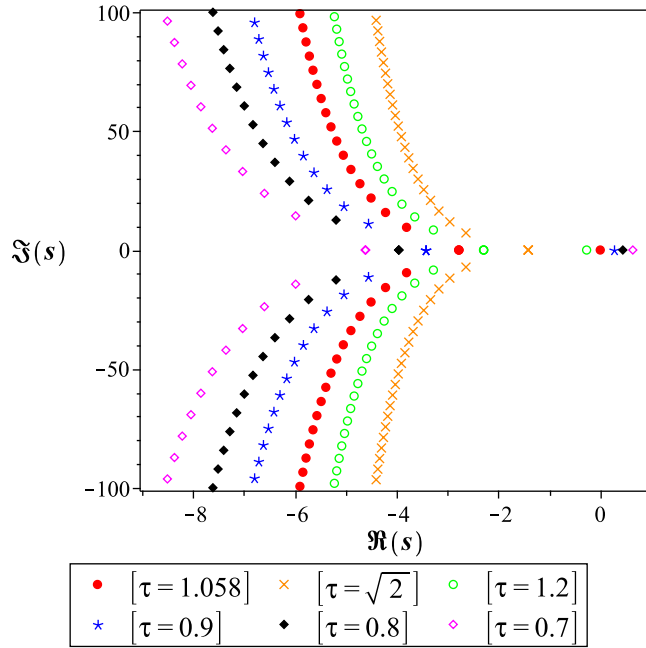 100
50
0
−50
−100
ℑ(s)
−8 −6 −4 −2 0
ℜ(s)
[τ = 1.058] [τ = √2] [τ = 1.2]
[τ = 0.9] [τ = 0.8] [τ = 0.7]